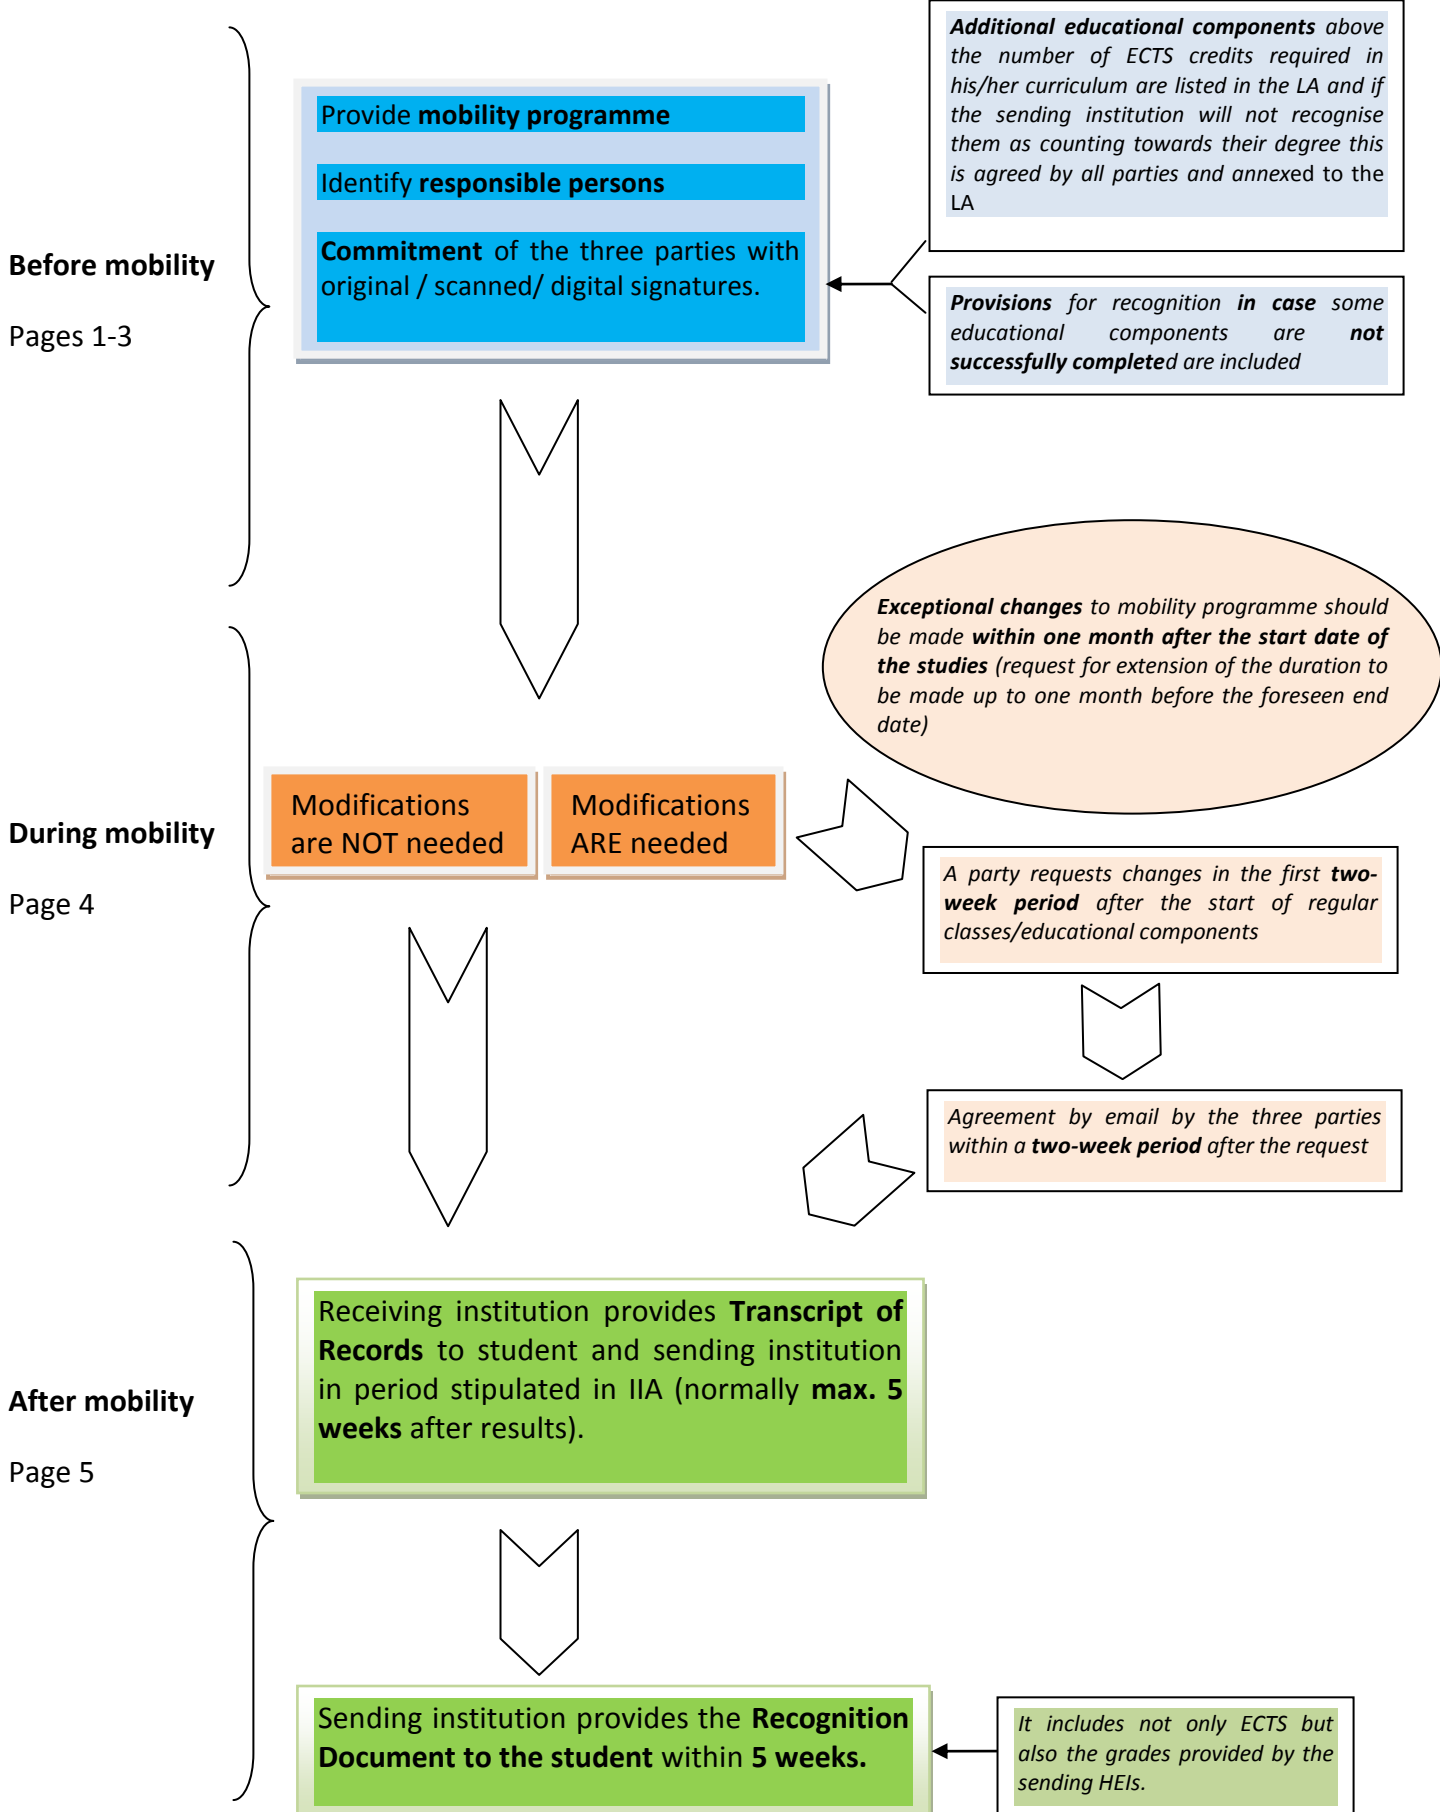 Before mobility
Pages 1-3
Provide mobility programme
Identify responsible persons
Commitment of the three parties with
original / scanned/ digital signatures.
Additional educational components above
the number of ECTS credits required in
his/her curriculum are listed in the LA and if
the sending institution will not recognise
them as counting towards their degree this
is agreed by all parties and annexed to the
LA
Provisions for recognition in case some
educational components are not
successfully completed are included
Exceptional changes to mobility programme should
be made within one month after the start date of
the studies (request for extension of the duration to
be made up to one month before the foreseen end
date)
During mobility
Page 4
Modifications
are NOT needed
Modifications
ARE needed
A party requests changes in the first two-
week period after the start of regular
classes/educational components
Agreement by email by the three parties
within a two-week period after the request
After mobility
Page 5
Receiving institution provides Transcript of
Records to student and sending institution
in period stipulated in IIA (normally max. 5
weeks after results).
Sending institution provides the Recognition
Document to the student within 5 weeks.
It includes not only ECTS but
also the grades provided by the
sending HEIs.